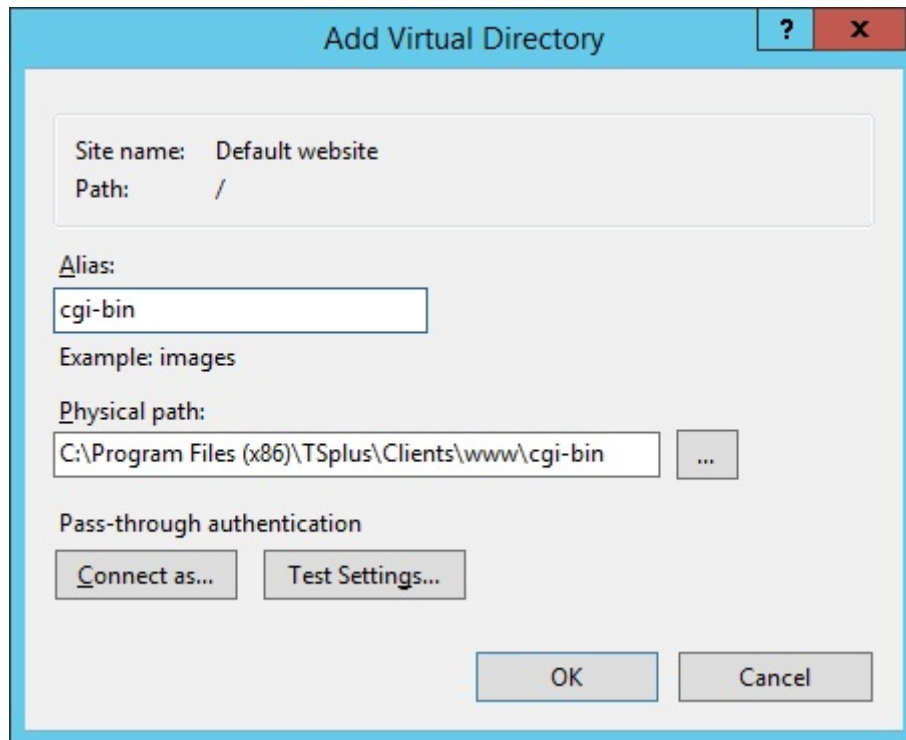 Add Virtual Directory
? x
Site name: Default website
Path: /
Alias:
cgi-bin
Example: images
Physical path:
C:\Program Files (x86)\TSplus\Clients\www\cgi-bin
...
Pass-through authentication
Connect as... Test Settings...
OK Cancel